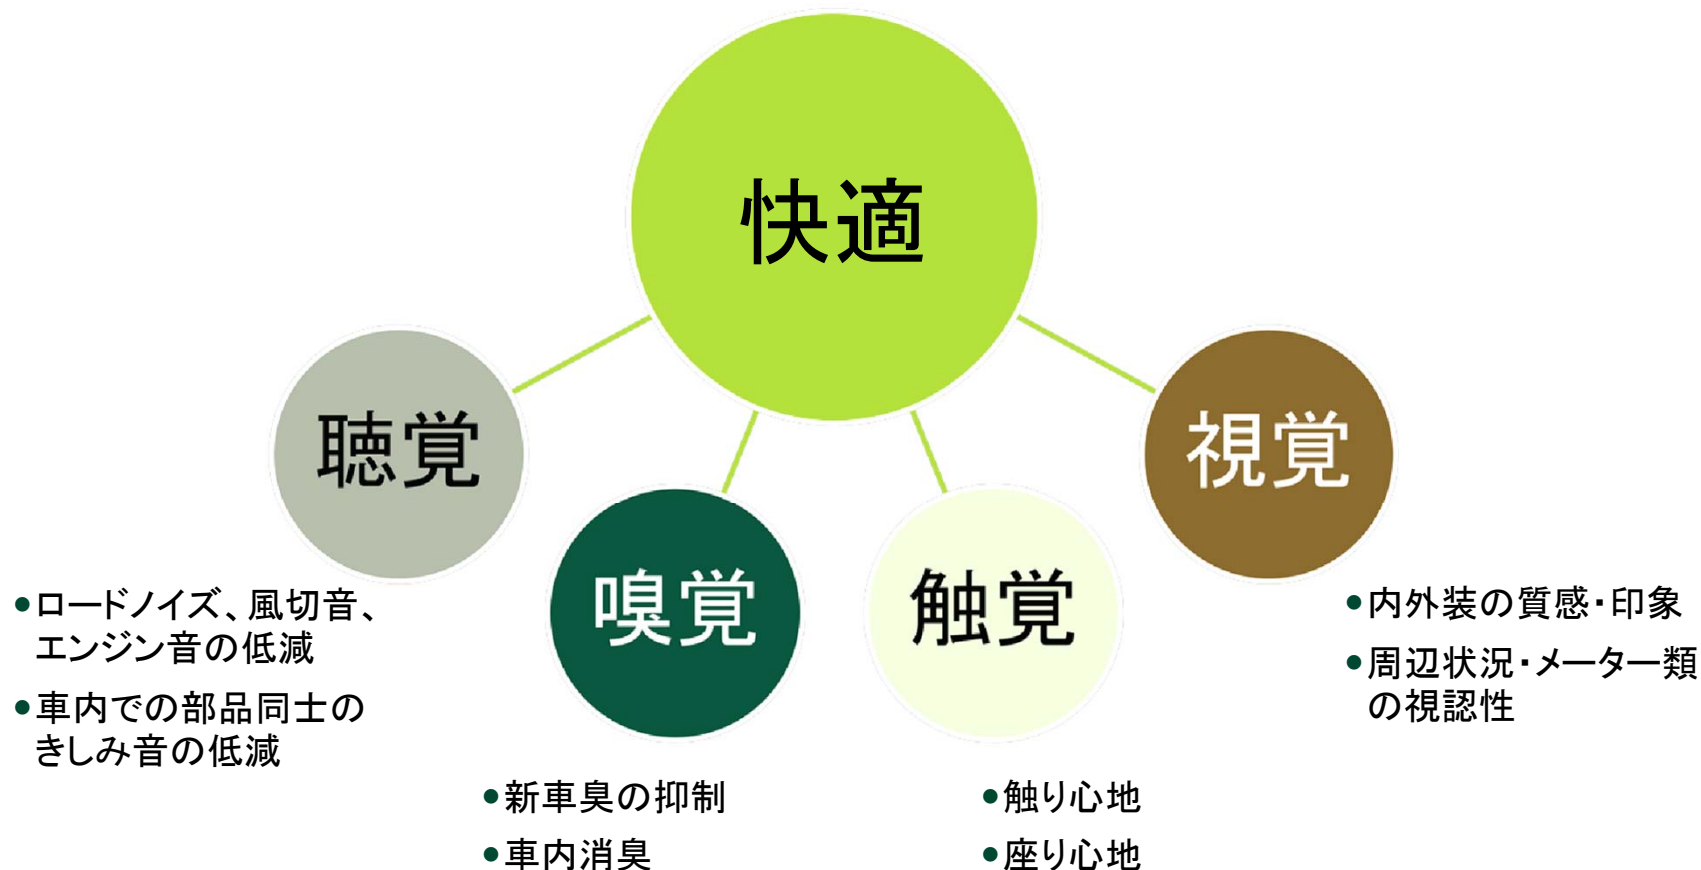 快適
聴覚
嗅覚
触覚
視覚
•ロードノイズ、風切音、
エンジン音の低減
•車内での部品同士の
きしみ音の低減
•新車臭の抑制
•車内消臭
•触り心地
•座り心地
•内外装の質感・印象
•周辺状況・メーター類
の視認性